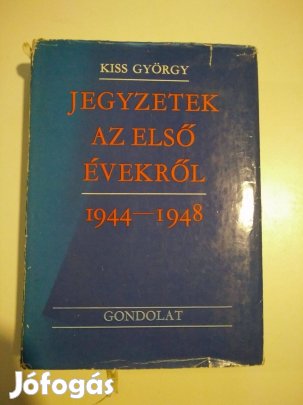 KISS GYÖRGY
JEGYZETEK
AZ ELSŐ
ÉVEKRŐL
1944—1948
GONDOLAT
Jófogás